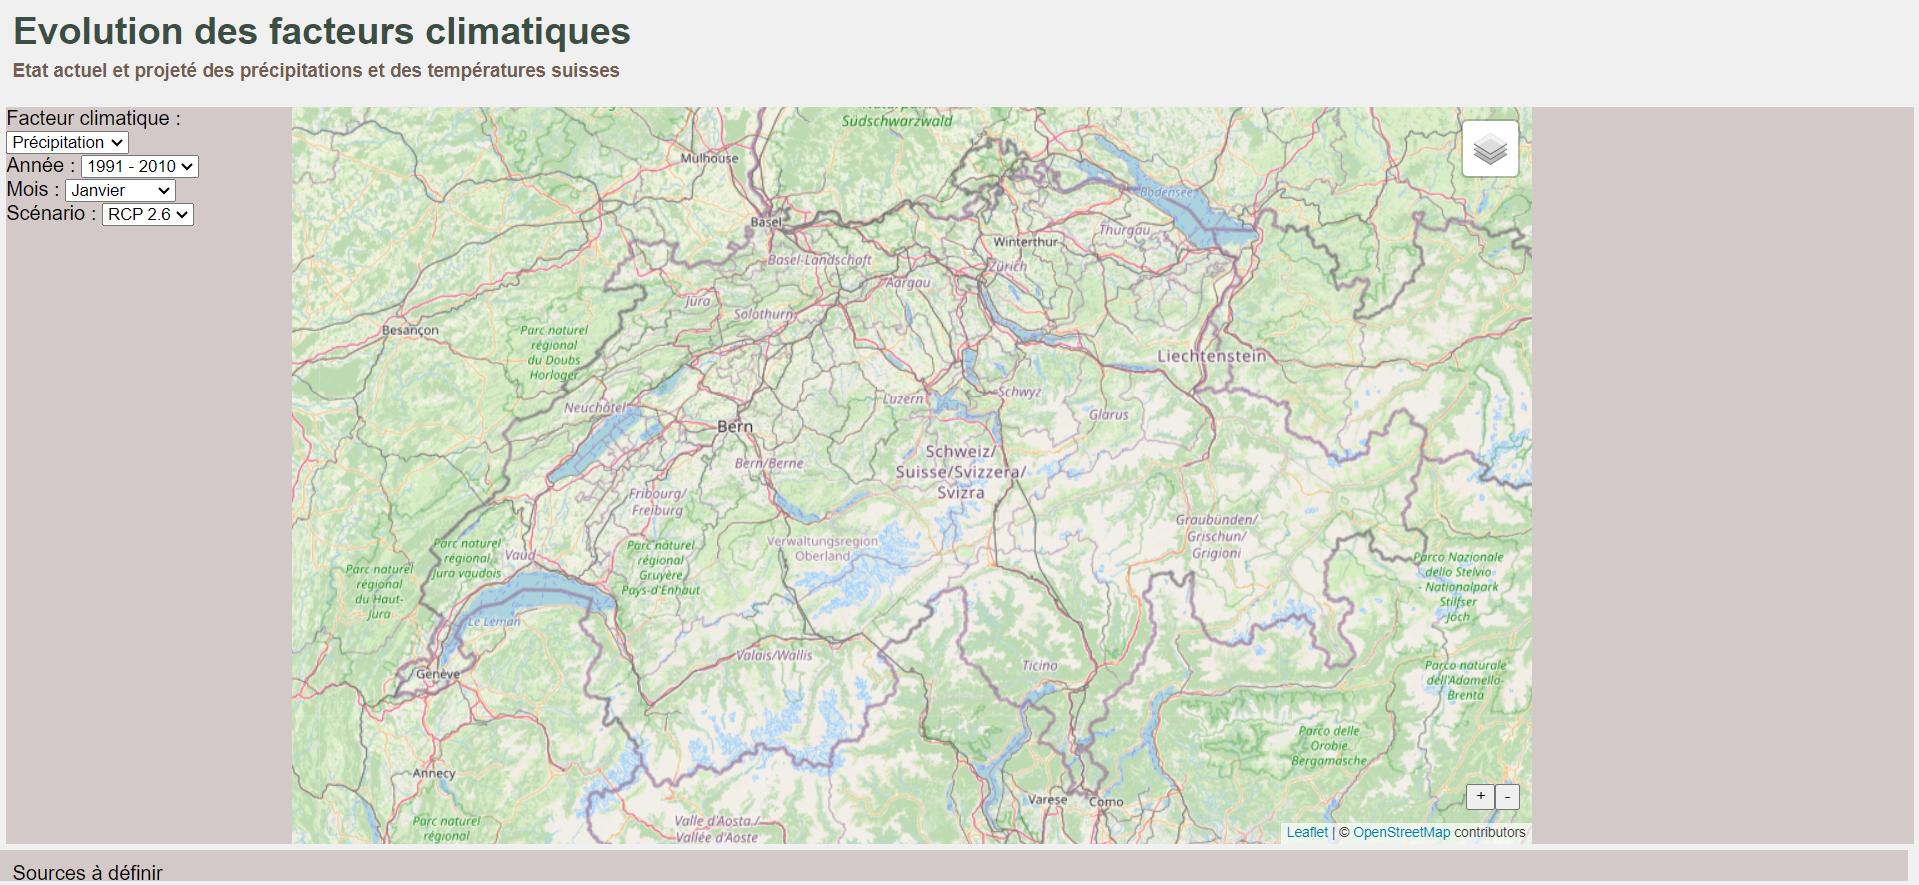 Evolution des facteurs climatiques
Etat actuel et projeté des précipitations et des températures suisses
Facteur climatique :
Précipitation
Année : 1991 - 2010
Mois : Janvier
Scénario : RCP 2.6
Südschwarzwald
Mulhouse
Bodensee
Basel
Thurgau
Winterthur
Basel-Landschaft
Zürich
Aargau
Jura
Solothurn
Besançon
Parc naturel
régional
du Doubs
Horloger
Liechtenstein
Neuchâtel
Luzern
Schwyz
Glarus
Bern
Schweiz/
Suisse/Svizzera/
Svizra
Bern/Berne
Fribourg/
Freiburg
Graubünden/
Grischun/
Grigioni
Verwaltungsregion
Oberland
Parc naturel
régional
Jura vaudois
Vaud
Parc naturel
régional
Gruyère
Pays-d'Enhaut
Parc naturel
régional
du Haut-
Jura
Parco Nazionale
dello Stelvio
- Nationalpark
Stilfser
Joch
Le Léman
Valais/Wallis
Ticino
Genève
Parco naturale
dell'Adamello-
Brenta
Parco delle
Orobie
Bergamasche
Annecy
Varese
Como
Parc naturel
régional
Valle d'Aosta /
Vallée d'Aoste
+
-
Leaflet | © OpenStreetMap contributors
Sources à définir